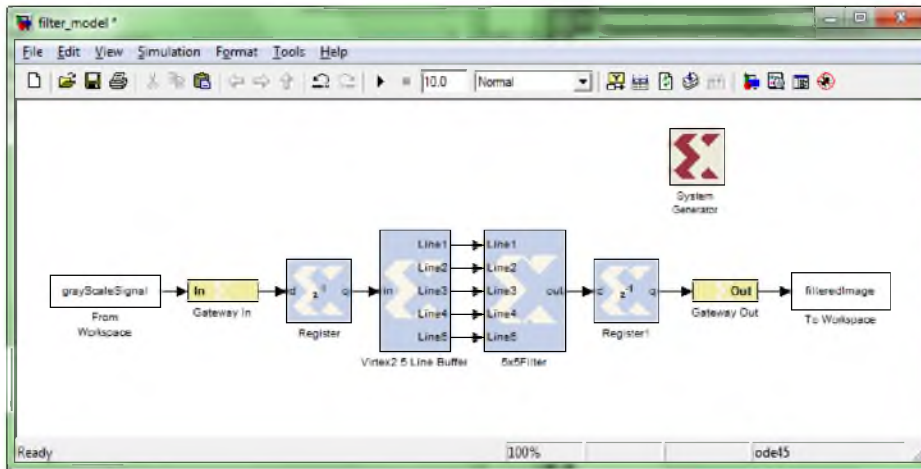 filter_model *
File Edit View Simulation Format Tools Help
10.0 Normal
System
Generator
Line1 Line1
Line2 Line2
grayScaleSignal In d z-1 q in Line3 Line3 out d z-1 q Out filteredImage
Line4 Line4
Line5 Line5
From
Workspace
Gateway In
Register
Virtex2 5 Line Buffer
5x5Filter
Register1
Gateway Out
To Workspace
Ready 100% ode45